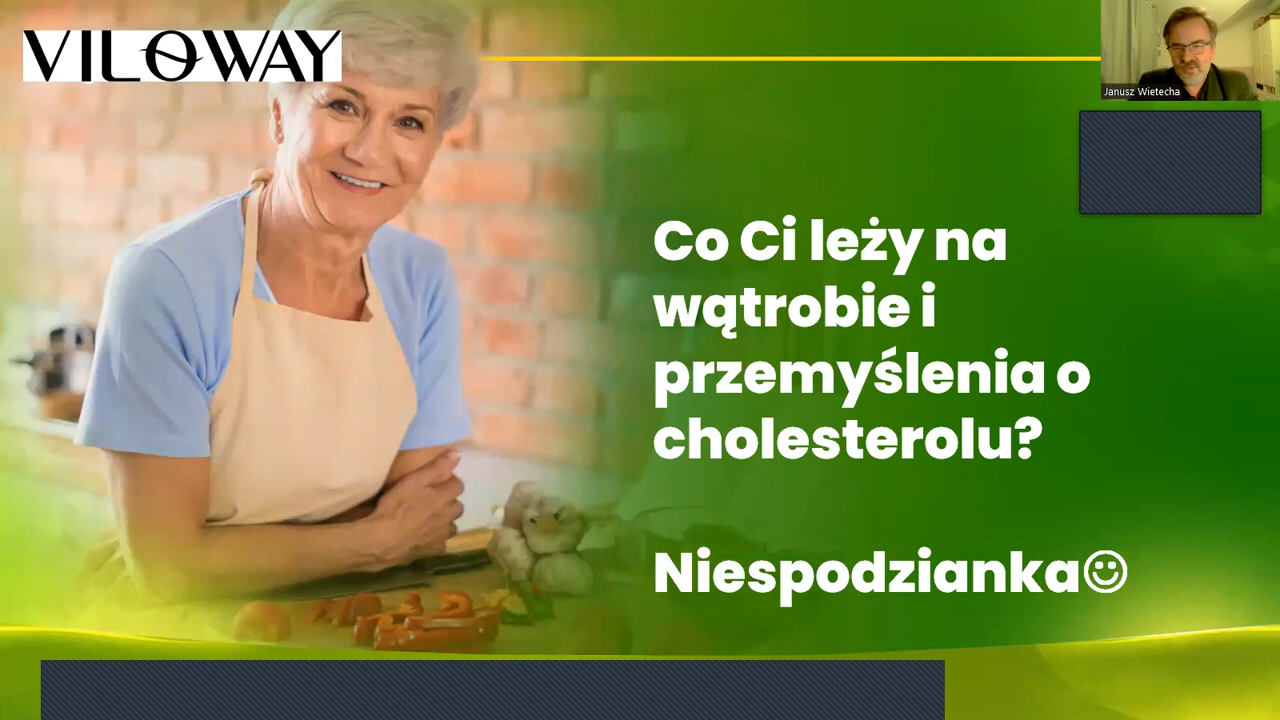 VILOWAY
Janusz Wietecha
Co Ci leży na
wątrobie i
przemyślenia o
cholesterolu?
Niespodzianka☺